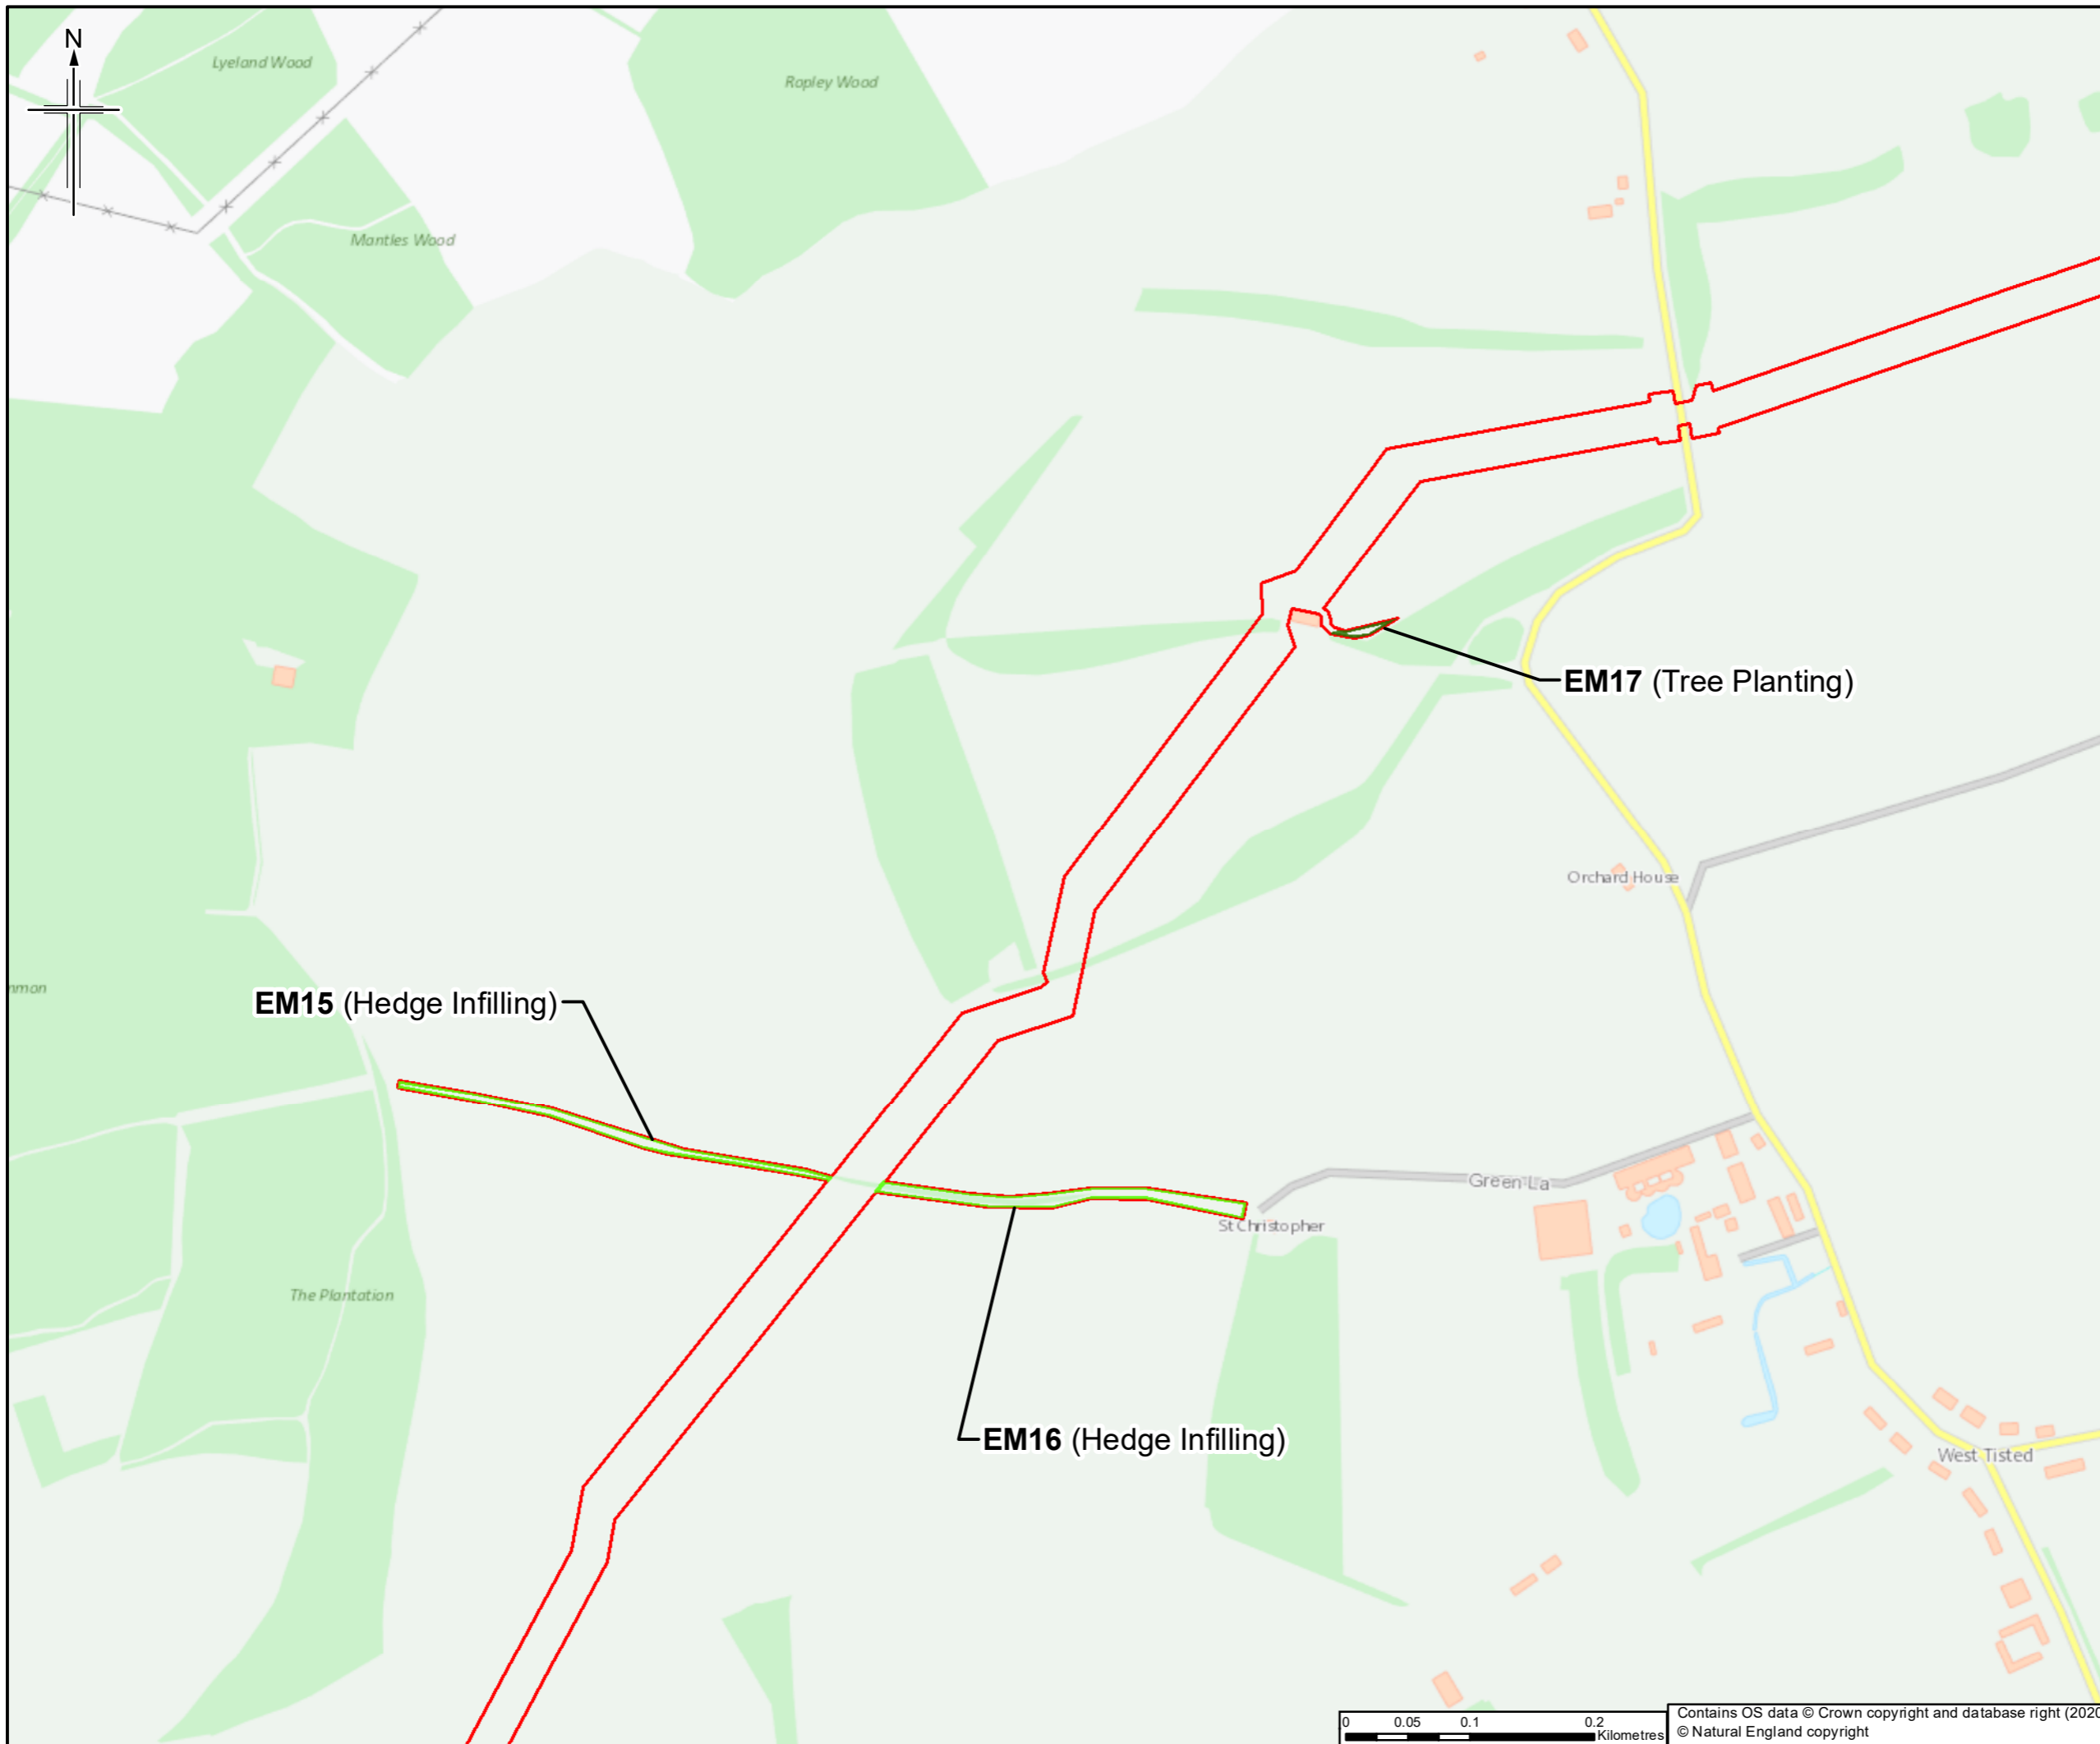 N
Lyeland Wood
Ropley Wood
Mantles Wood
EM17 (Tree Planting)
Orchard House
EM15 (Hedge Infilling)
Green La
St Christopher
The Plantation
EM16 (Hedge Infilling)
West Tisted
0 0.05 0.1 0.2
Kilometres
Contains OS data © Crown copyright and database right (2020
© Natural England copyright